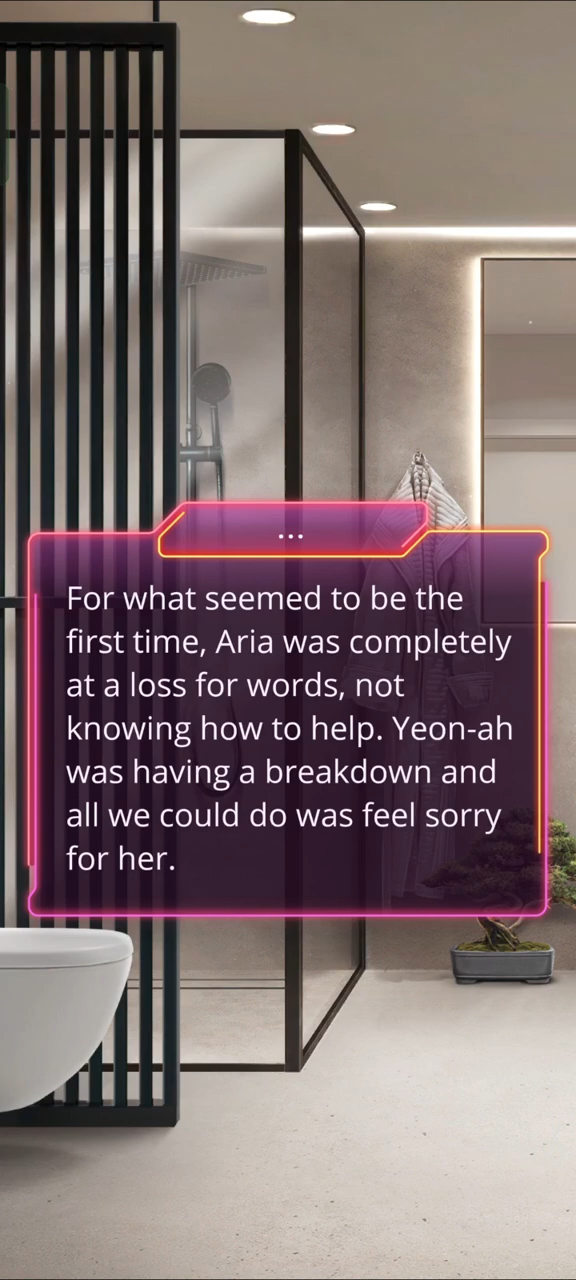 ...
For what seemed to be the
first time, Aria was completely
at a loss for words, not
knowing how to help. Yeon-ah
was having a breakdown and
all we could do was feel sorry
for her.